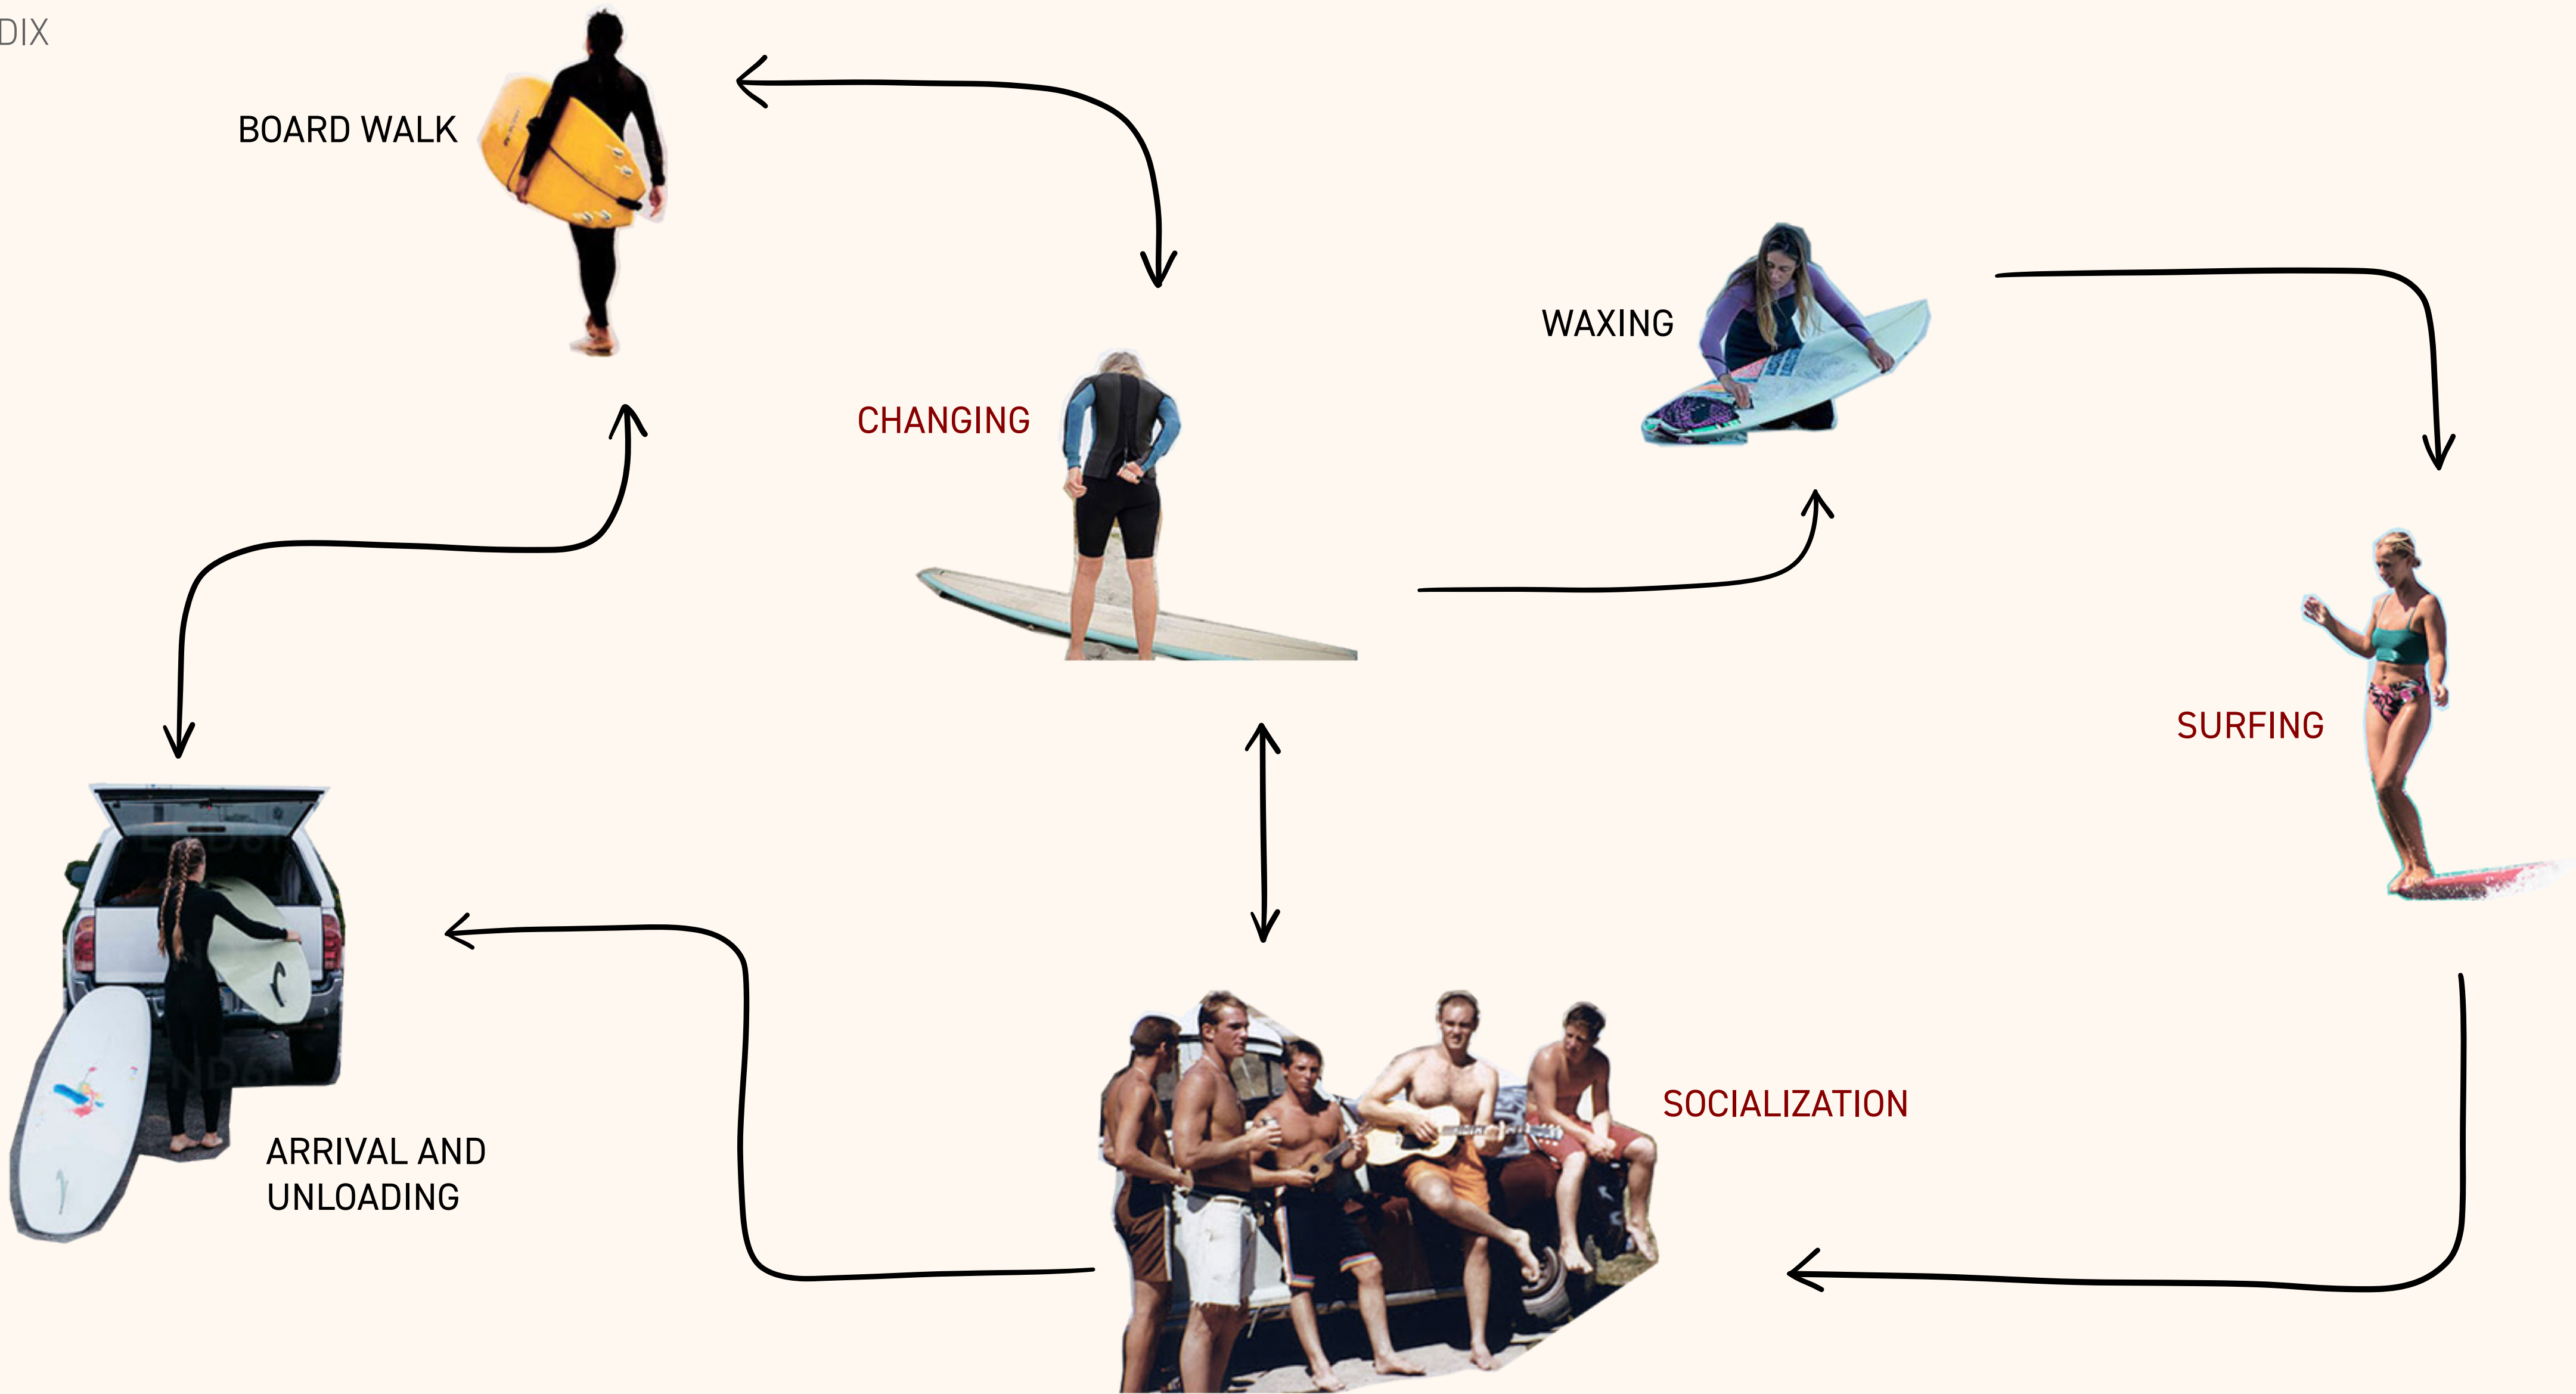 DIX
BOARD WALK
WAXING
CHANGING
SURFING
SOCIALIZATION
ARRIVAL AND
UNLOADING